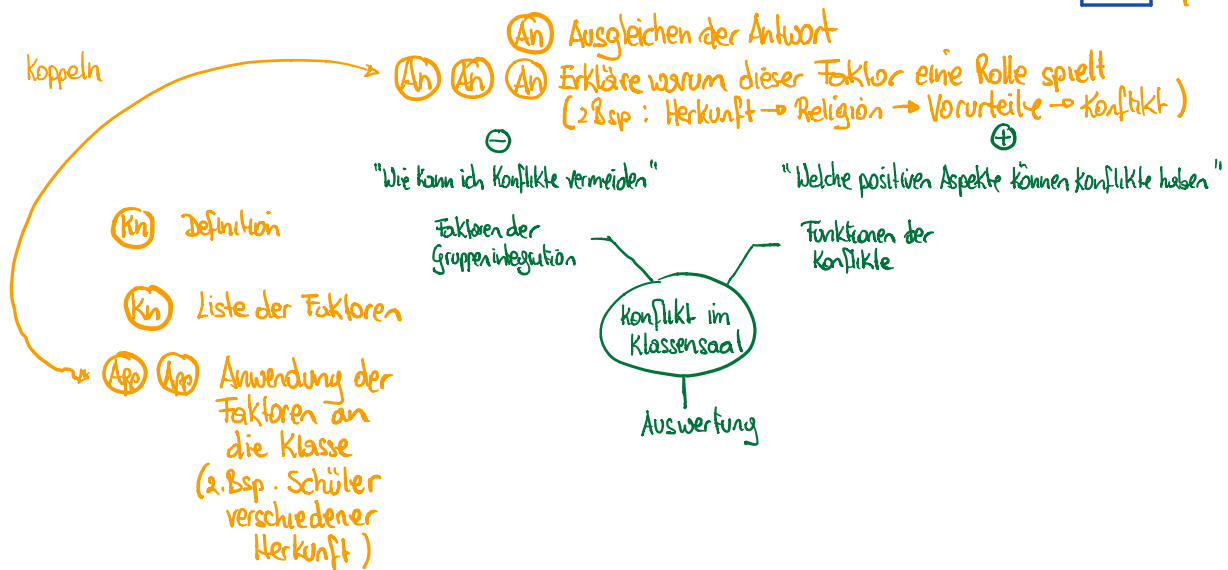 An Ausgleichen der Antwort
Koppeln
An An An Erkläre warum dieser Faktor eine Rolle spielt
(2Bsp: Herkunft → Religion → Vorurteile → Konflikt)
⊖
⊕
"Wie kann ich Konflikte vermeiden"
"Welche positiven Aspekte können Konflikte haben"
Kn Definition
Faktoren der
Gruppenintegration
Funktionen der
Konflikte
Kn Liste der Faktoren
Konflikt im
Klassensaal
App App Anwendung der
Faktoren an
die Klasse
(2.Bsp. Schüler
verschiedener
Herkunft)
Auswertung